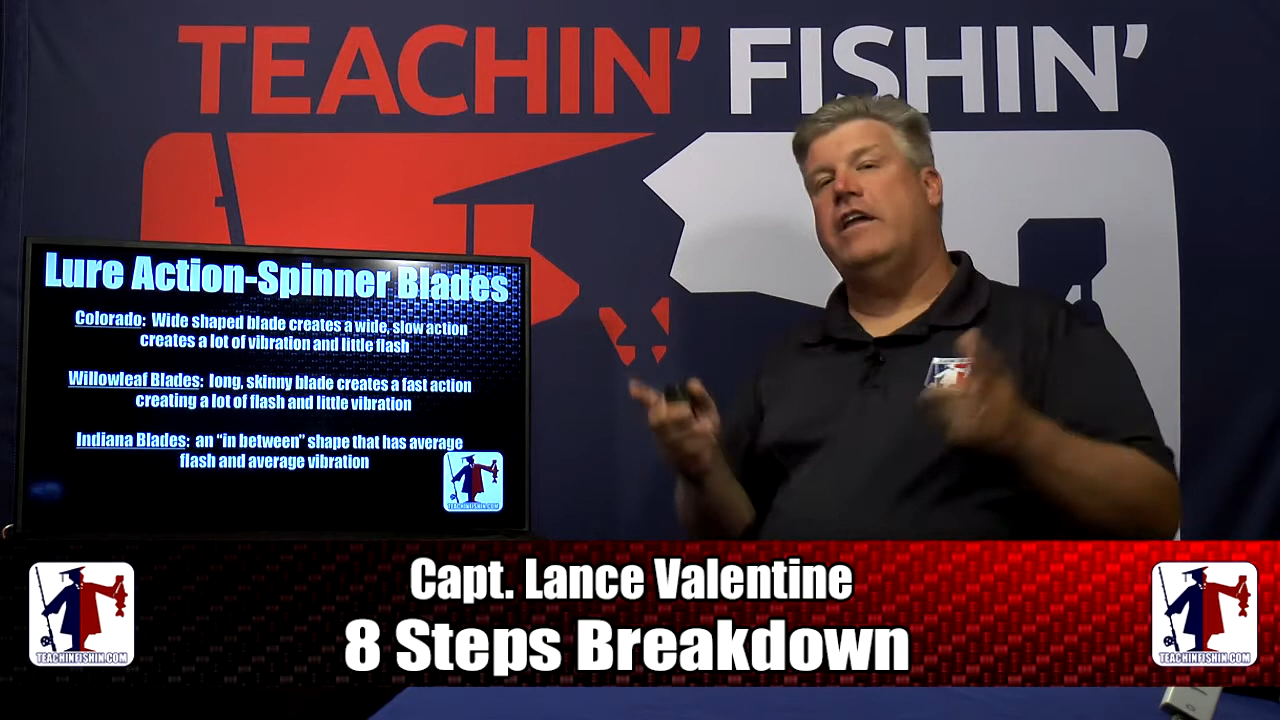 TEACHIN' FISHIN'
Lure Action-Spinner Blades
Colorado: Wide shaped blade creates a wide, slow action
creates a lot of vibration and little flash
Willowleaf Blades: long, skinny blade creates a fast action
creating a lot of flash and little vibration
Indiana Blades: an "in between" shape that has average
flash and average vibration
TEACHINFISHIN.COM
Capt. Lance Valentine
8 Steps Breakdown
TEACHINFISHIN.COM
TEACHINFISHIN.COM